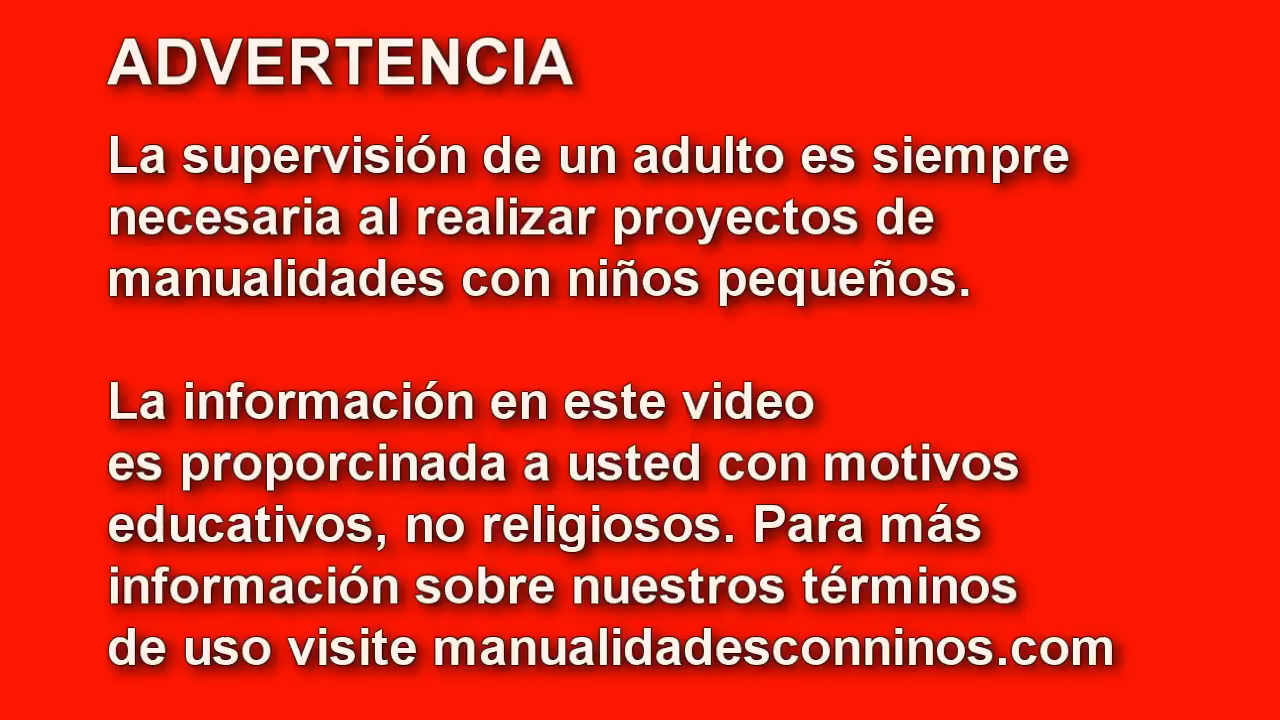 ADVERTENCIA
La supervisión de un adulto es siempre
necesaria al realizar proyectos de
manualidades con niños pequeños.
La información en este video
es proporcinada a usted con motivos
educativos, no religiosos. Para más
información sobre nuestros términos
de uso visite manualidadesconninos.com